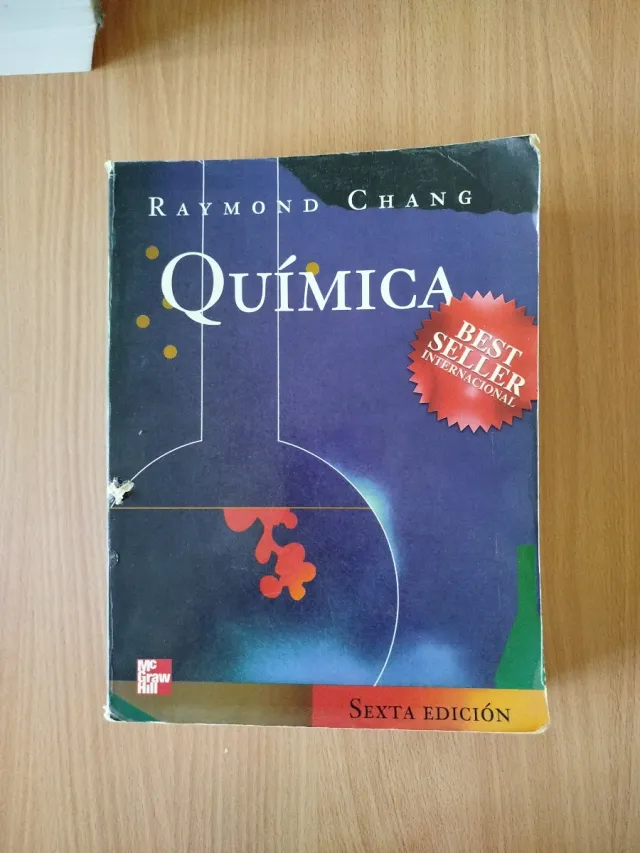 RAYMOND CHANG
QUÍMICA
BEST
SELLER
INTERNACIONAL
Mc
Graw
Hill
SEXTA EDICIÓN